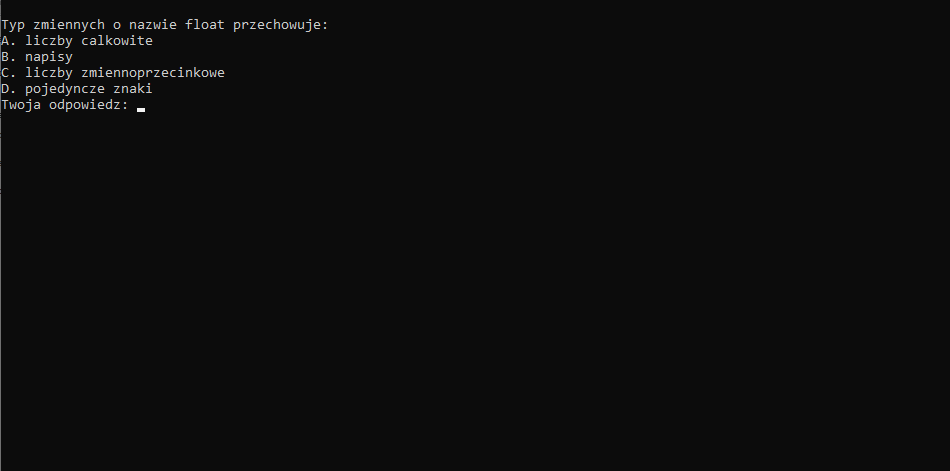 Typ zmiennych o nazwie float przechowuje:
A. liczby calkowite
B. napisy
C. liczby zmiennoprzecinkowe
D. pojedyncze znaki
Twoja odpowiedz: